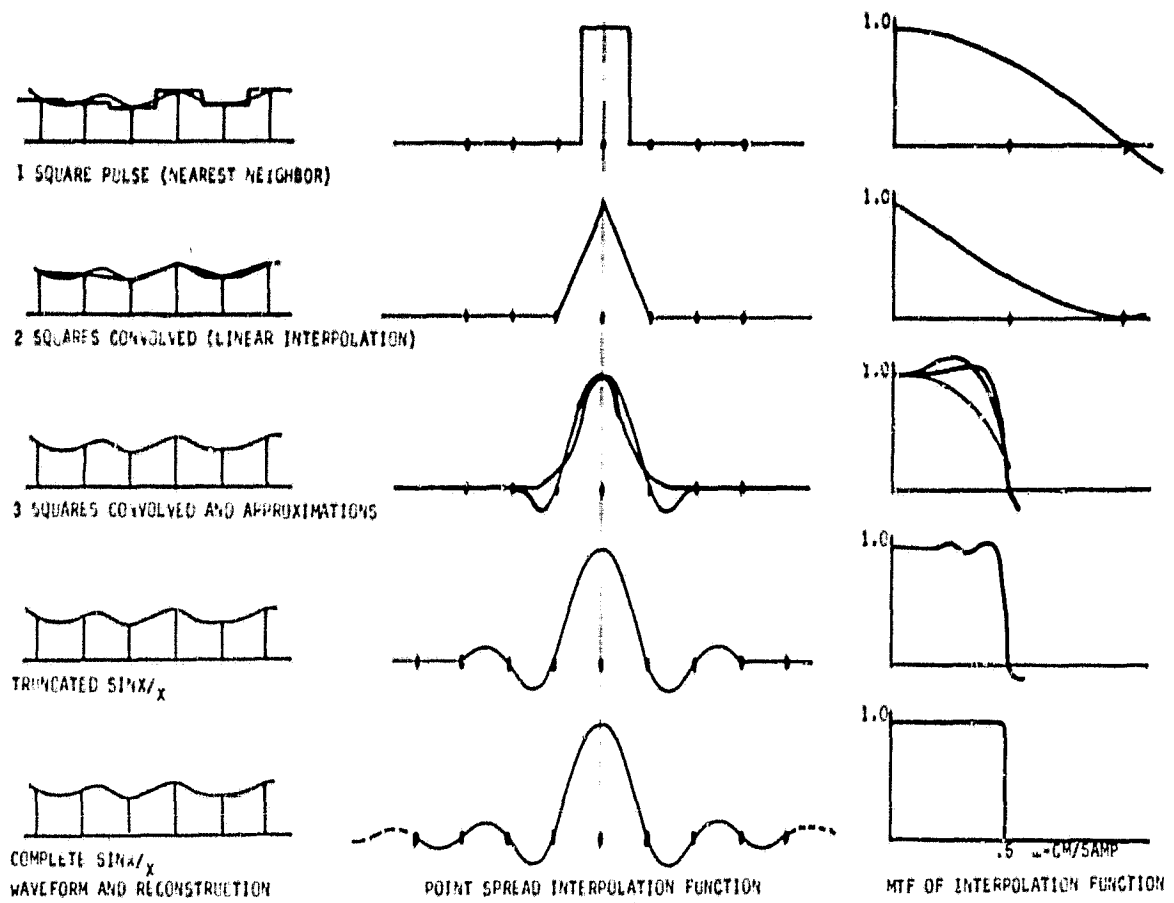 1.0
1 SQUARE PULSE (NEAREST NEIGHBOR)
1.0
2 SQUARES CONVOLVED (LINEAR INTERPOLATION)
1.0
3 SQUARES CONVOLVED AND APPROXIMATIONS
1.0
TRUNCATED SINX/X
1.0
.5 CM/SAMP
COMPLETE SINX/X
WAVEFORM AND RECONSTRUCTION
POINT SPREAD INTERPOLATION FUNCTION
MTF OF INTERPOLATION FUNCTION